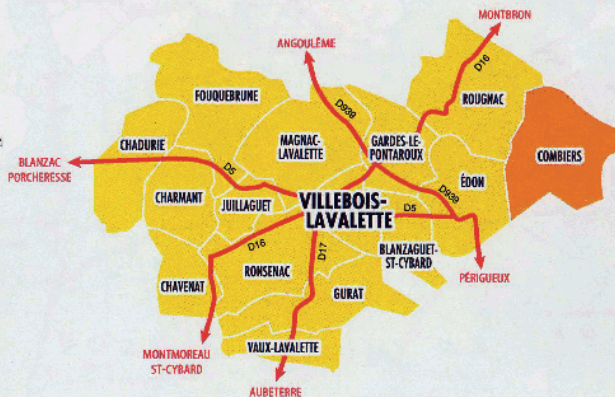 MONTBRON
ANGOULÊME
D16
FOUQUEBRUNE
ROUGNAC
D939
CHADURIE
MAGNAC-
LAVALETTE
GARDES-LE-
PONTAROUX
COMBIERS
BLANZAC
PORCHERESSE
D5
ÉDON
D939
CHARMANT
JUILLAGUET
VILLEBOIS-
LAVALETTE
D5
D16
D17
BLANZAGUET-
ST-CYBARD
CHAVENAT
RONSENAC
GURAT
PÉRIGUEUX
VAUX-LAVALETTE
MONTMOREAU
ST-CYBARD
AUBETERRE